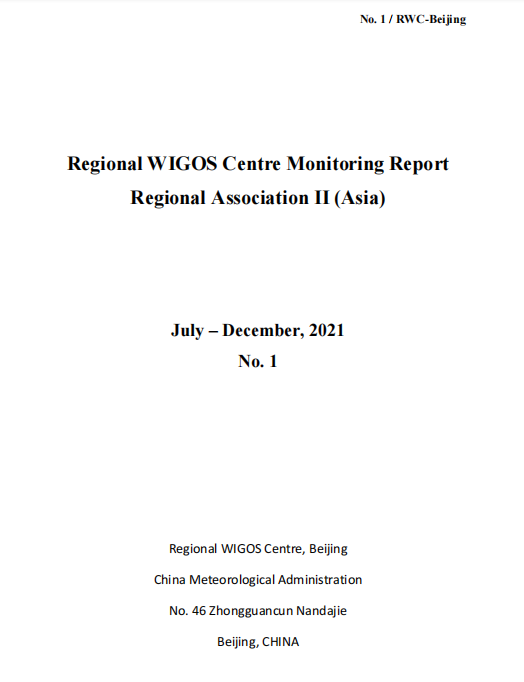 No. 1 / RWC-Beijing
Regional WIGOS Centre Monitoring Report
Regional Association II (Asia)
July – December, 2021
No. 1
Regional WIGOS Centre, Beijing
China Meteorological Administration
No. 46 Zhongguancun Nandajie
Beijing, CHINA